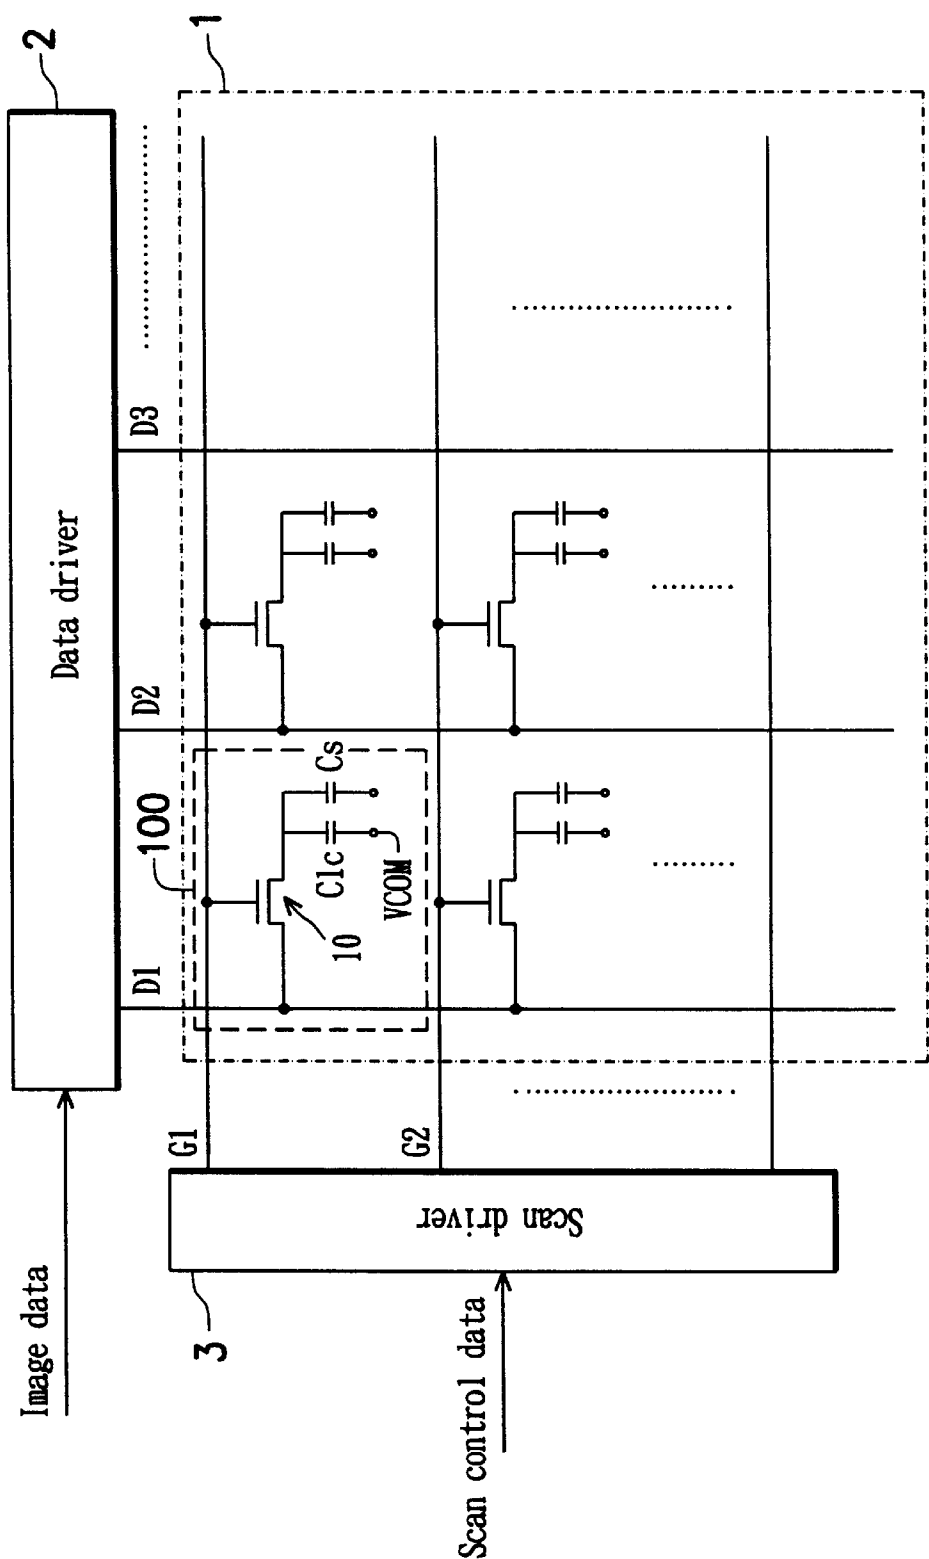 Image data
Data driver
2
D1
D2
D3
1
100
G1
10
Clc
Cs
VCOM
G2
3
Scan driver
Scan control data